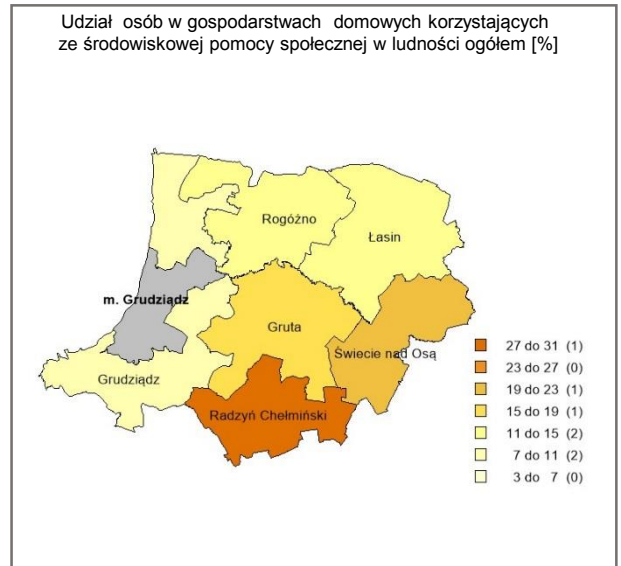 Udział osób w gospodarstwach domowych korzystających
ze środowiskowej pomocy społecznej w ludności ogółem [%]
Rogóżno
Łasin
m. Grudziądz
Gruta
Świecie nad Osą
Grudziądz
Radzyń Chełmiński
27 do 31 (1)
23 do 27 (0)
19 do 23 (1)
15 do 19 (1)
11 do 15 (2)
7 do 11 (2)
3 do 7 (0)